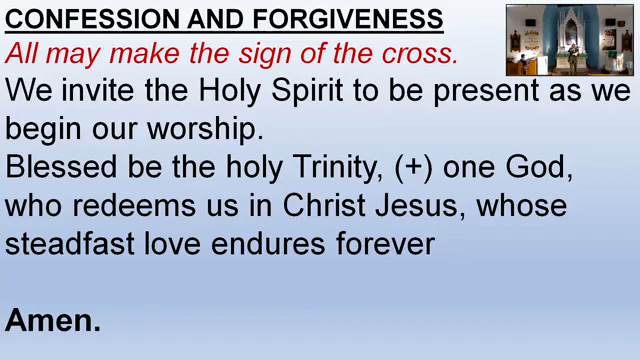 CONFESSION AND FORGIVENESS
All may make the sign of the cross.
We invite the Holy Spirit to be present as we
begin our worship.
Blessed be the holy Trinity, (+) one God,
who redeems us in Christ Jesus, whose
steadfast love endures forever
Amen.